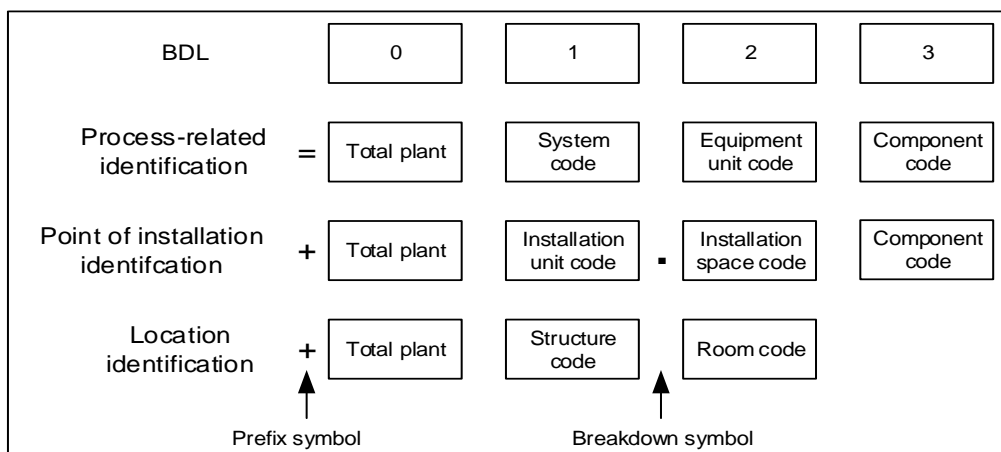 BDL 0 1 2 3
Process-related
identification
= Total plant
System
code
Equipment
unit code
Component
code
Point of installation
identifcation
+ Total plant
Installation
unit code
.
Installation
space code
Component
code
Location
identification
+ Total plant
Structure
code
Room code
Prefix symbol
Breakdown symbol